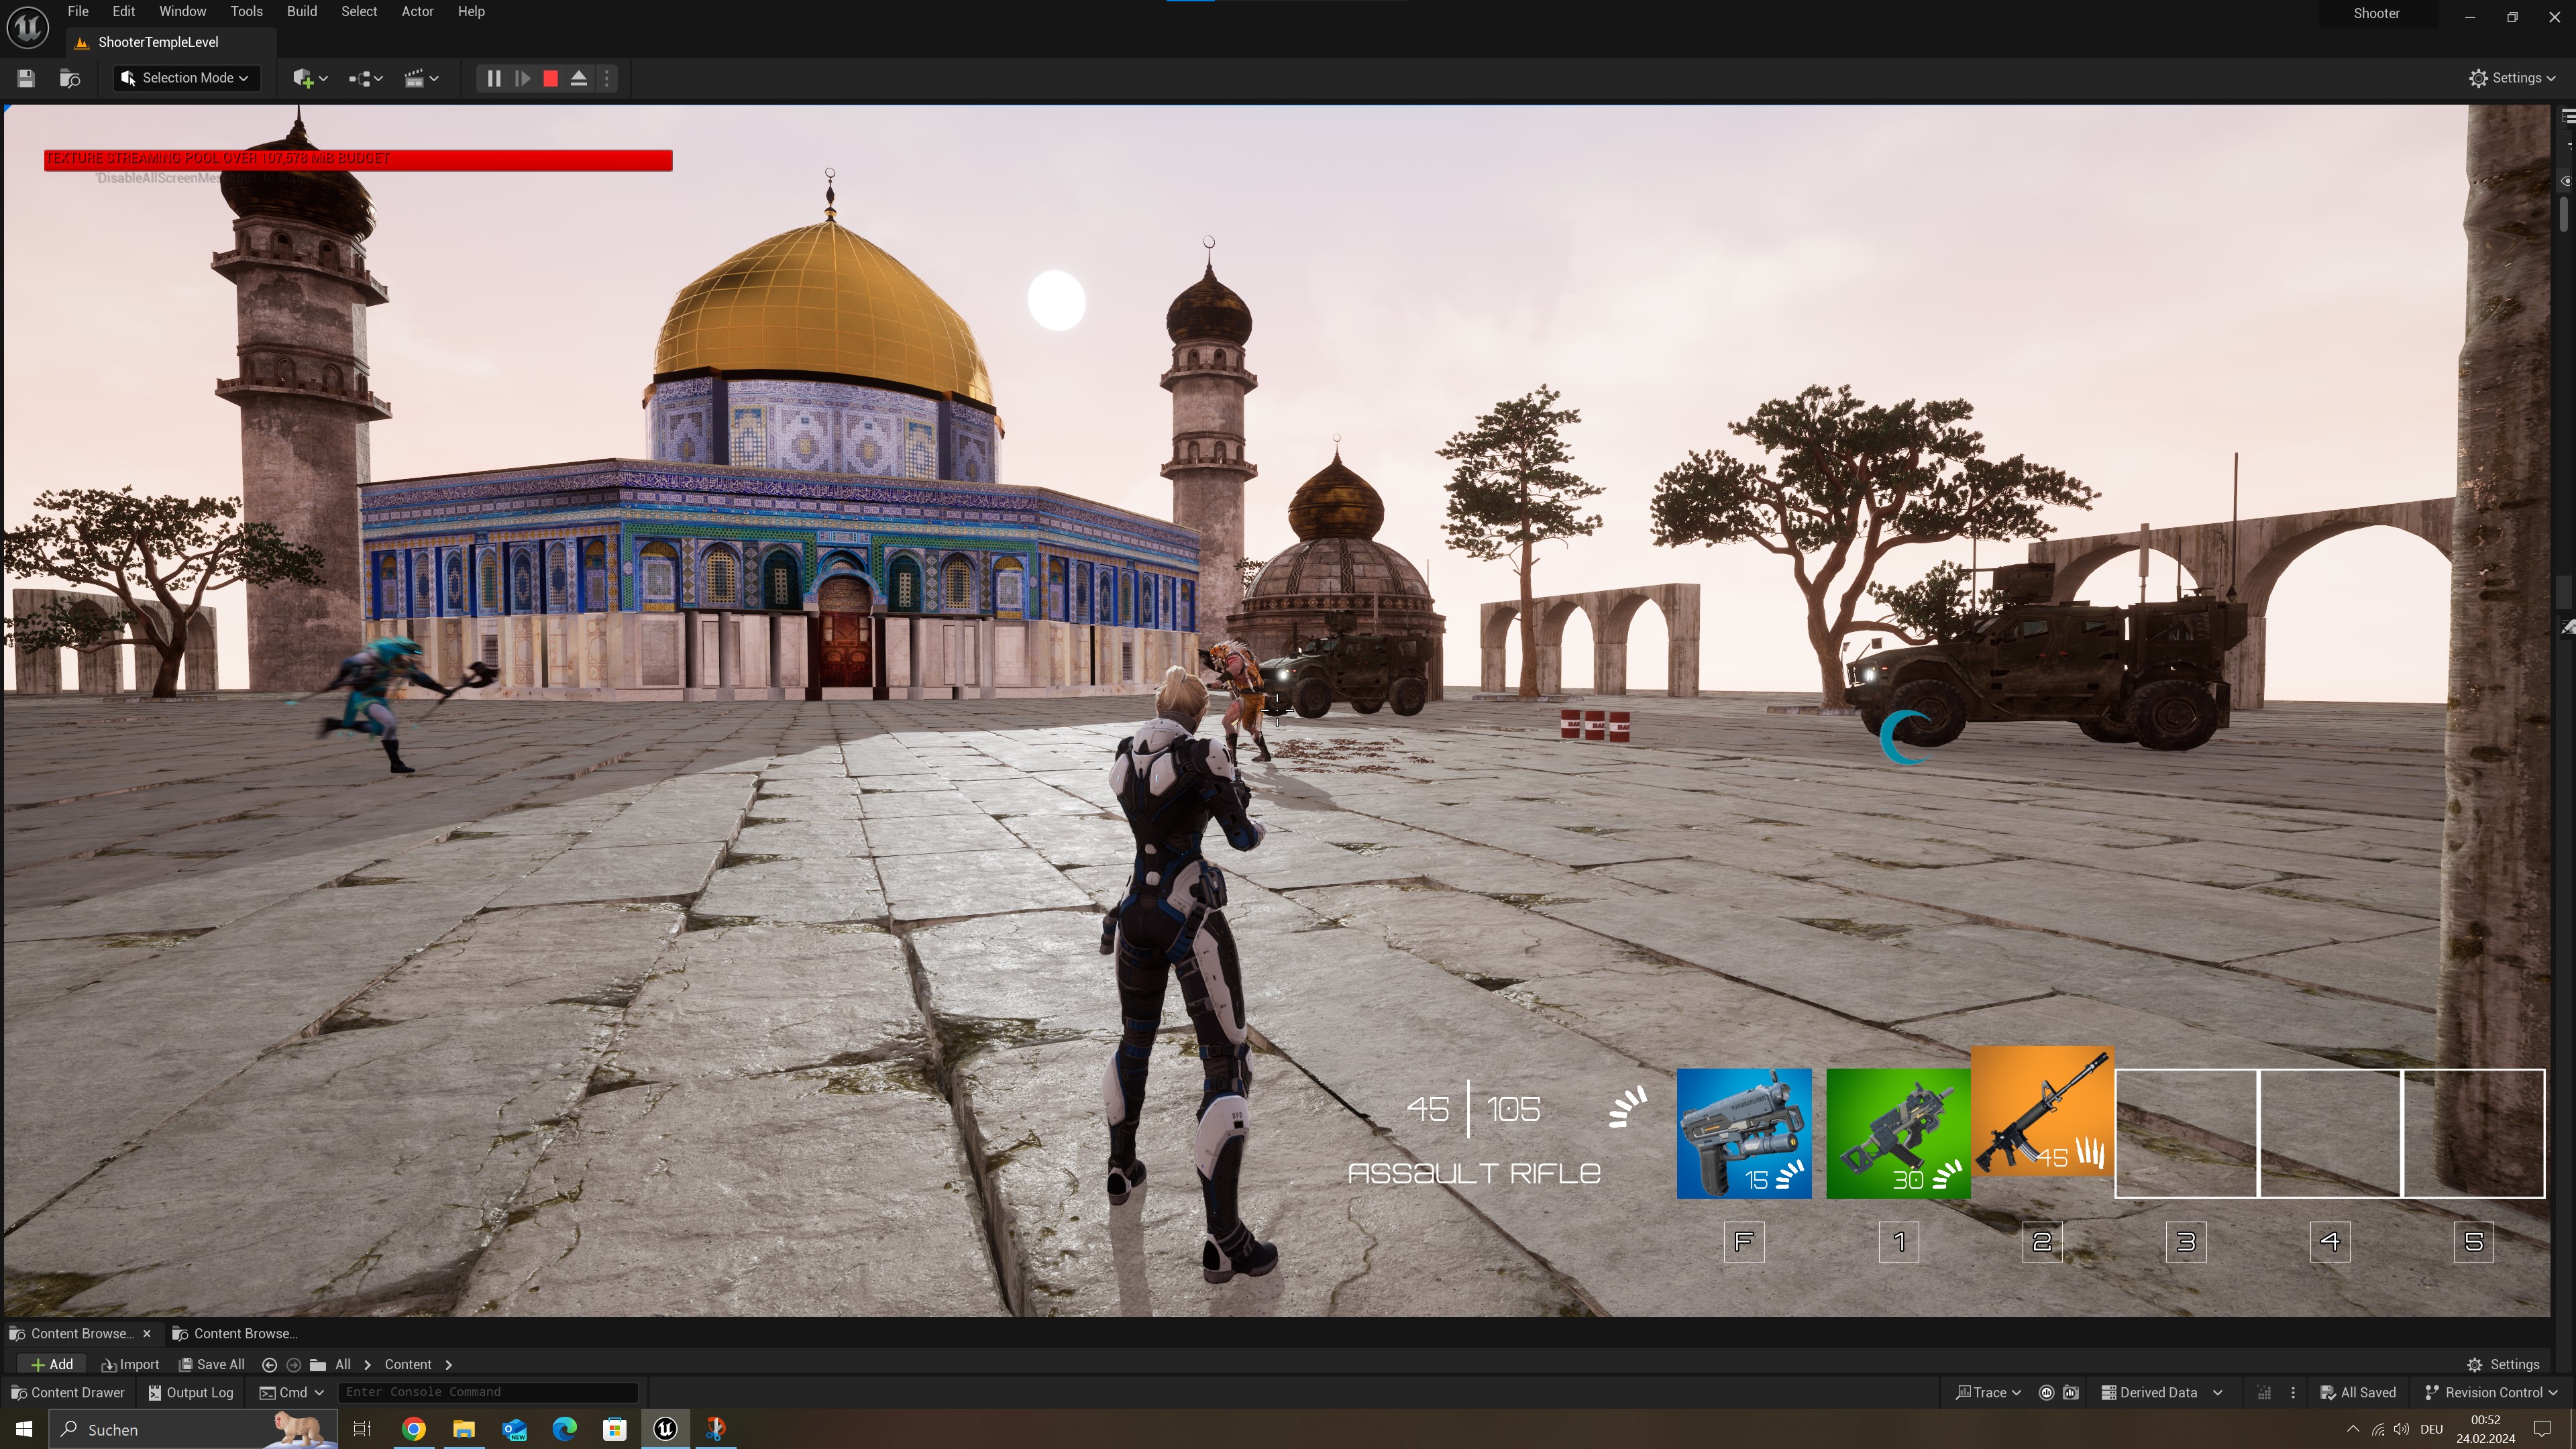 File Edit Window Tools Build Select Actor Help
Shooter
ShooterTempleLevel
Selection Mode
Settings
TEXTURE STREAMING POOL OVER 107,578 MiB BUDGET
'DisableAllScreenMes
45 | 105
ASSAULT RIFLE
15
30
45
F 1 2 3 4 5
Content Browse... Content Browse...
Add Import Save All All Content Settings
Content Drawer Output Log Cmd Enter Console Command Trace Derived Data All Saved Revision Control
Suchen
NEW
DEU
00:52
24.02.2024